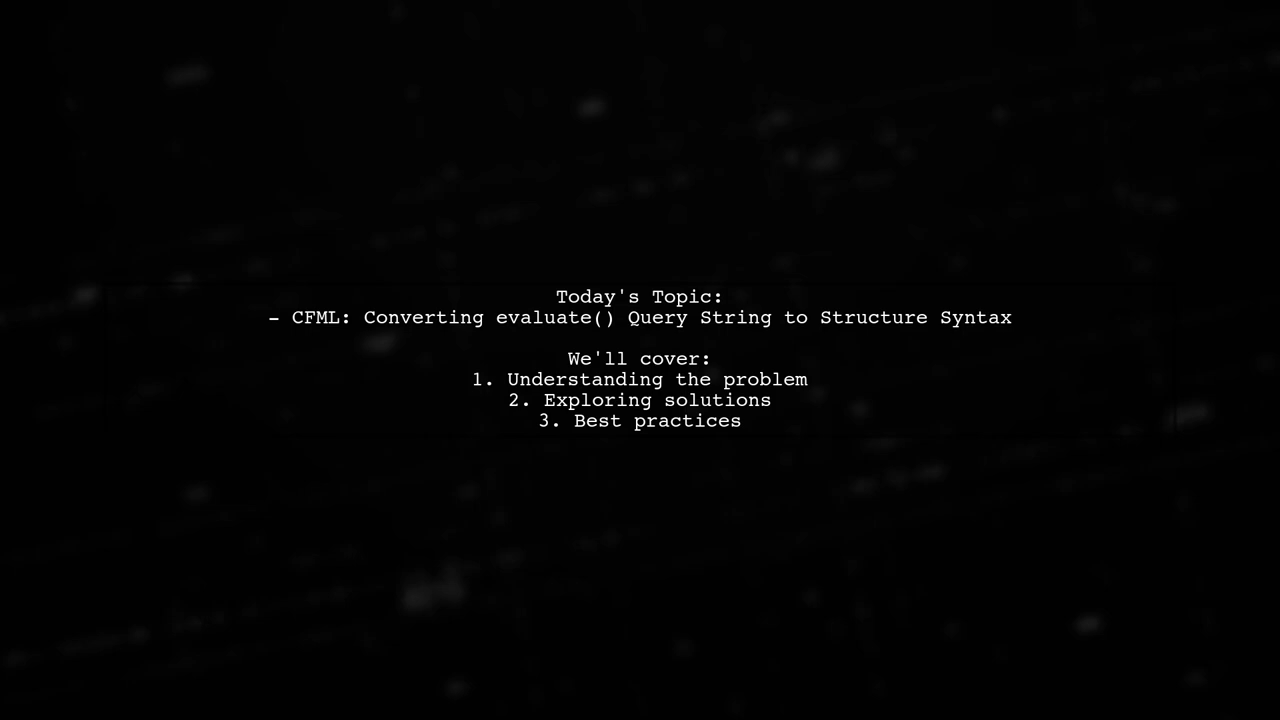 Today's Topic:
- CFML: Converting evaluate() Query String to Structure Syntax
We'll cover:
1. Understanding the problem
2. Exploring solutions
3. Best practices